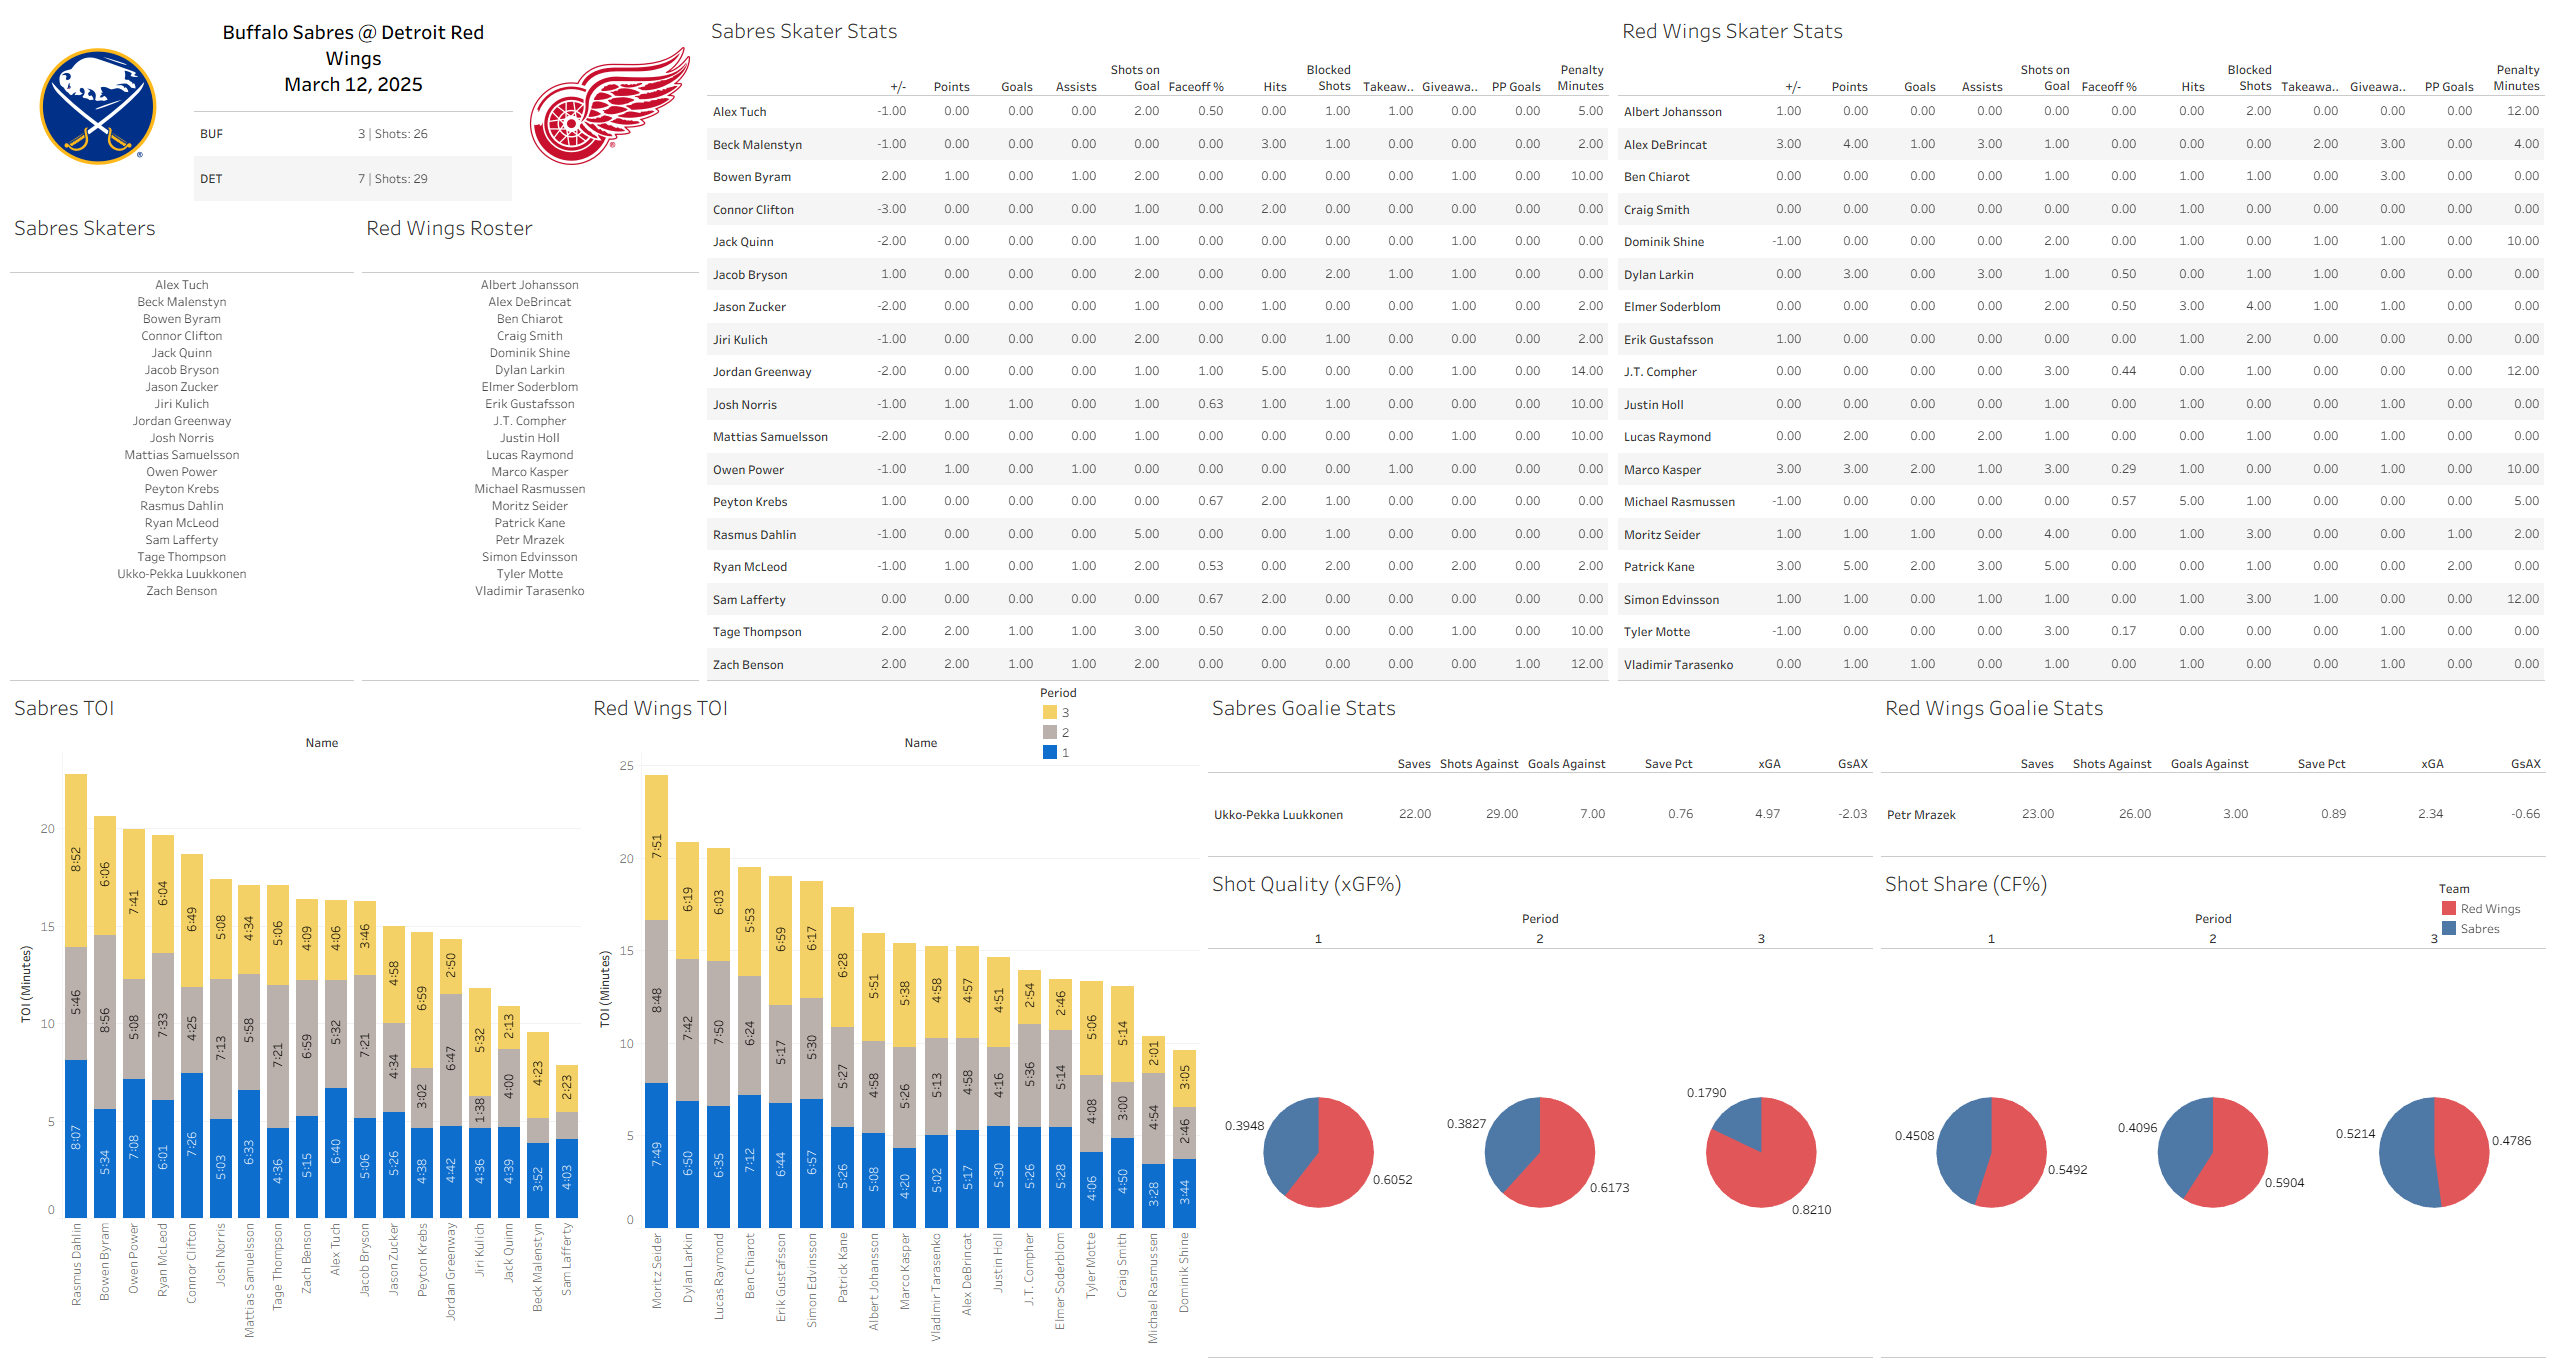 Buffalo Sabres @ Detroit Red
Wings
March 12, 2025
BUF 3 | Shots: 26
DET 7 | Shots: 29
Sabres Skaters
Alex Tuch
Beck Malenstyn
Bowen Byram
Connor Clifton
Jack Quinn
Jacob Bryson
Jason Zucker
Jiri Kulich
Jordan Greenway
Josh Norris
Mattias Samuelsson
Owen Power
Peyton Krebs
Rasmus Dahlin
Ryan McLeod
Sam Lafferty
Tage Thompson
Ukko-Pekka Luukkonen
Zach Benson
Red Wings Roster
Albert Johansson
Alex DeBrincat
Ben Chiarot
Craig Smith
Dominik Shine
Dylan Larkin
Elmer Soderblom
Erik Gustafsson
J.T. Compher
Justin Holl
Lucas Raymond
Marco Kasper
Michael Rasmussen
Moritz Seider
Patrick Kane
Petr Mrazek
Simon Edvinsson
Tyler Motte
Vladimir Tarasenko
Sabres Skater Stats
+/- Points Goals Assists Shots on Goal Faceoff % Hits Blocked Shots Takeaw.. Giveawa.. PP Goals Penalty Minutes
Alex Tuch -1.00 0.00 0.00 0.00 2.00 0.50 0.00 1.00 1.00 0.00 0.00 5.00
Beck Malenstyn -1.00 0.00 0.00 0.00 0.00 0.00 3.00 1.00 0.00 0.00 0.00 2.00
Bowen Byram 2.00 1.00 0.00 1.00 2.00 0.00 0.00 0.00 0.00 1.00 0.00 10.00
Connor Clifton -3.00 0.00 0.00 0.00 1.00 0.00 2.00 0.00 0.00 0.00 0.00 0.00
Jack Quinn -2.00 0.00 0.00 0.00 1.00 0.00 0.00 0.00 0.00 1.00 0.00 0.00
Jacob Bryson 1.00 0.00 0.00 0.00 2.00 0.00 0.00 2.00 1.00 1.00 0.00 0.00
Jason Zucker -2.00 0.00 0.00 0.00 1.00 0.00 1.00 0.00 0.00 1.00 0.00 2.00
Jiri Kulich -1.00 0.00 0.00 0.00 2.00 0.00 0.00 1.00 0.00 0.00 0.00 2.00
Jordan Greenway -2.00 0.00 0.00 0.00 1.00 1.00 5.00 0.00 0.00 1.00 0.00 14.00
Josh Norris -1.00 1.00 1.00 0.00 1.00 0.63 1.00 1.00 0.00 0.00 0.00 10.00
Mattias Samuelsson -2.00 0.00 0.00 0.00 1.00 0.00 0.00 0.00 0.00 1.00 0.00 10.00
Owen Power -1.00 1.00 0.00 1.00 0.00 0.00 0.00 0.00 1.00 0.00 0.00 0.00
Peyton Krebs 1.00 0.00 0.00 0.00 0.00 0.67 2.00 1.00 0.00 0.00 0.00 0.00
Rasmus Dahlin -1.00 0.00 0.00 0.00 5.00 0.00 0.00 1.00 0.00 0.00 0.00 0.00
Ryan McLeod -1.00 1.00 0.00 1.00 2.00 0.53 0.00 2.00 0.00 2.00 0.00 2.00
Sam Lafferty 0.00 0.00 0.00 0.00 0.00 0.67 2.00 0.00 0.00 0.00 0.00 0.00
Tage Thompson 2.00 2.00 1.00 1.00 3.00 0.50 0.00 0.00 0.00 1.00 0.00 10.00
Zach Benson 2.00 2.00 1.00 1.00 2.00 0.00 0.00 0.00 0.00 0.00 1.00 12.00
Red Wings Skater Stats
+/- Points Goals Assists Shots on Goal Faceoff % Hits Blocked Shots Takeawa.. Giveawa.. PP Goals Penalty Minutes
Albert Johansson 1.00 0.00 0.00 0.00 0.00 0.00 0.00 2.00 0.00 0.00 0.00 12.00
Alex DeBrincat 3.00 4.00 1.00 3.00 1.00 0.00 0.00 0.00 2.00 3.00 0.00 4.00
Ben Chiarot 0.00 0.00 0.00 0.00 1.00 0.00 1.00 1.00 0.00 3.00 0.00 0.00
Craig Smith 0.00 0.00 0.00 0.00 0.00 0.00 1.00 0.00 0.00 0.00 0.00 0.00
Dominik Shine -1.00 0.00 0.00 0.00 2.00 0.00 1.00 0.00 1.00 1.00 0.00 10.00
Dylan Larkin 0.00 3.00 0.00 3.00 1.00 0.50 0.00 1.00 1.00 0.00 0.00 0.00
Elmer Soderblom 0.00 0.00 0.00 0.00 2.00 0.50 3.00 4.00 1.00 1.00 0.00 0.00
Erik Gustafsson 1.00 0.00 0.00 0.00 0.00 0.00 1.00 2.00 0.00 0.00 0.00 0.00
J.T. Compher 0.00 0.00 0.00 0.00 3.00 0.44 0.00 1.00 0.00 0.00 0.00 12.00
Justin Holl 0.00 0.00 0.00 0.00 1.00 0.00 1.00 0.00 0.00 1.00 0.00 0.00
Lucas Raymond 0.00 2.00 0.00 2.00 1.00 0.00 0.00 1.00 0.00 1.00 0.00 0.00
Marco Kasper 3.00 3.00 2.00 1.00 3.00 0.29 1.00 0.00 0.00 1.00 0.00 10.00
Michael Rasmussen -1.00 0.00 0.00 0.00 0.00 0.57 5.00 1.00 0.00 0.00 0.00 5.00
Moritz Seider 1.00 1.00 1.00 0.00 4.00 0.00 1.00 3.00 0.00 0.00 1.00 2.00
Patrick Kane 3.00 5.00 2.00 3.00 5.00 0.00 0.00 1.00 0.00 0.00 2.00 0.00
Simon Edvinsson 1.00 1.00 0.00 1.00 1.00 0.00 1.00 3.00 1.00 0.00 0.00 12.00
Tyler Motte -1.00 0.00 0.00 0.00 3.00 0.17 0.00 0.00 0.00 1.00 0.00 0.00
Vladimir Tarasenko 0.00 1.00 1.00 0.00 1.00 0.00 1.00 0.00 0.00 1.00 0.00 0.00
Sabres TOI
Name
TOI (Minutes)
20
15
10
5
0
8:52 6:06 7:41 6:04 6:49 5:08 4:34 5:06 4:09 4:06 3:46 4:58 6:59 2:50 5:32 2:13 4:23 2:23
5:46 8:56 5:08 7:33 4:25 7:13 5:58 7:21 6:59 5:32 7:21 4:34 3:02 6:47 1:38 4:00
8:07 5:34 7:08 6:01 7:26 5:03 6:33 4:36 5:15 6:40 5:06 5:26 4:38 4:42 4:36 4:39 3:52 4:03
Rasmus Dahlin
Bowen Byram
Owen Power
Ryan McLeod
Connor Clifton
Josh Norris
Mattias Samuelsson
Tage Thompson
Zach Benson
Alex Tuch
Jacob Bryson
Jason Zucker
Peyton Krebs
Jordan Greenway
Jiri Kulich
Jack Quinn
Beck Malenstyn
Sam Lafferty
Red Wings TOI
Name
Period
3
2
1
TOI (Minutes)
25
20
15
10
5
0
7:51 6:19 6:03 5:53 6:59 6:17 6:28 5:51 5:38 4:58 4:57 4:51 2:54 2:46 5:06 5:14 2:01 3:05
8:48 7:42 7:50 6:24 5:17 5:30 5:27 4:58 5:26 5:13 4:58 4:16 5:36 5:14 4:08 3:00 4:54 2:46
7:49 6:50 6:35 7:12 6:44 6:57 5:26 5:08 4:20 5:02 5:17 5:30 5:26 5:28 4:06 4:50 3:28 3:44
Moritz Seider
Dylan Larkin
Lucas Raymond
Ben Chiarot
Erik Gustafsson
Simon Edvinsson
Patrick Kane
Albert Johansson
Marco Kasper
Vladimir Tarasenko
Alex DeBrincat
Justin Holl
J.T. Compher
Elmer Soderblom
Tyler Motte
Craig Smith
Michael Rasmussen
Dominik Shine
Sabres Goalie Stats
Saves Shots Against Goals Against Save Pct xGA GsAX
Ukko-Pekka Luukkonen 22.00 29.00 7.00 0.76 4.97 -2.03
Red Wings Goalie Stats
Saves Shots Against Goals Against Save Pct xGA GsAX
Petr Mrazek 23.00 26.00 3.00 0.89 2.34 -0.66
Shot Quality (xGF%)
Period
1 2 3
0.3948 0.6052
0.3827 0.6173
0.1790 0.8210
Shot Share (CF%)
Period
1 2 3
Team
Red Wings
Sabres
0.4508 0.5492
0.4096 0.5904
0.5214 0.4786